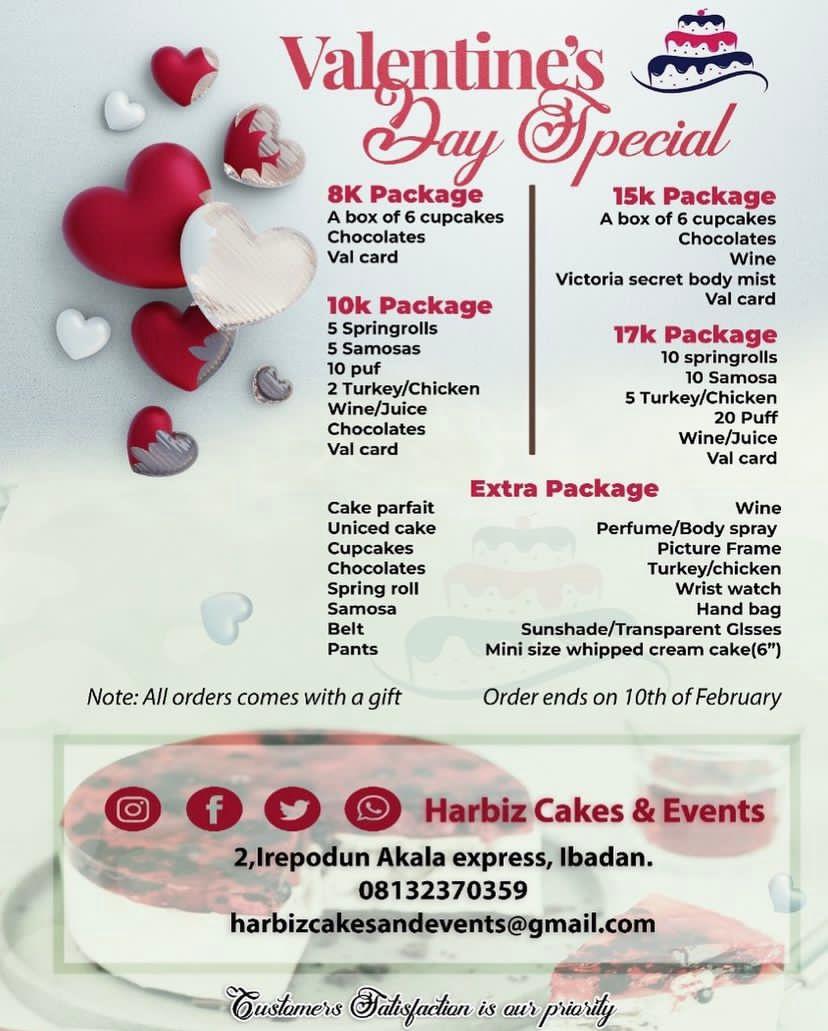 Valentine's
Day Special
8K Package
A box of 6 cupcakes
Chocolates
Val card
10k Package
5 Springrolls
5 Samosas
10 puf
2 Turkey/Chicken
Wine/Juice
Chocolates
Val card
15k Package
A box of 6 cupcakes
Chocolates
Wine
Victoria secret body mist
Val card
17k Package
10 springrolls
10 Samosa
5 Turkey/Chicken
20 Puff
Wine/Juice
Val card
Extra Package
Cake parfait
Uniced cake
Cupcakes
Chocolates
Spring roll
Samosa
Belt
Pants
Wine
Perfume/Body spray
Picture Frame
Turkey/chicken
Wrist watch
Hand bag
Sunshade/Transparent Glsses
Mini size whipped cream cake(6")
Note: All orders comes with a gift
Order ends on 10th of February
Harbiz Cakes & Events
2,Irepodun Akala express, Ibadan.
08132370359
harbizcakesandevents@gmail.com
Customers Satisfaction is our priority